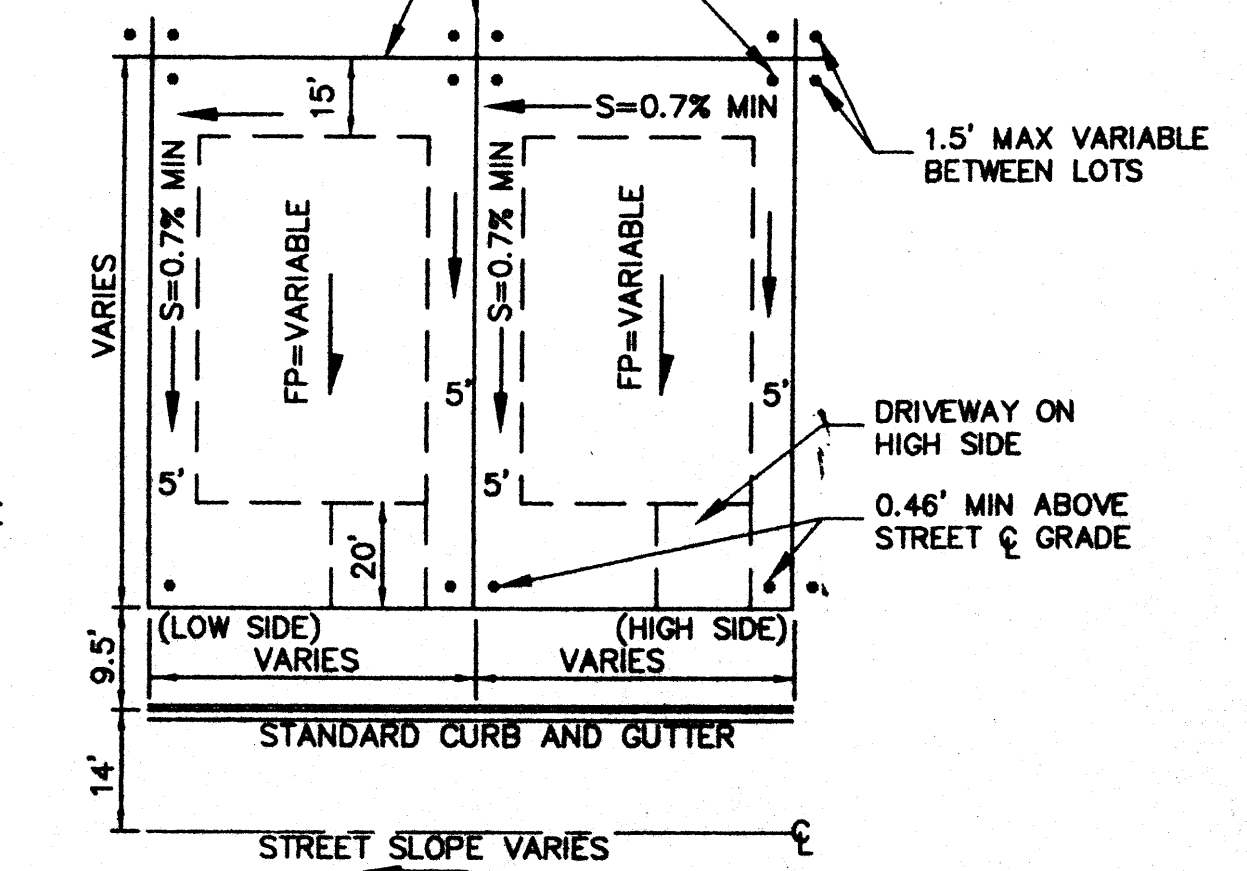 15'
S=0.7% MIN
1.5' MAX VARIABLE
BETWEEN LOTS
VARIES
S=0.7% MIN
FP=VARIABLE
S=0.7% MIN
FP=VARIABLE
5'
5'
DRIVEWAY ON
HIGH SIDE
5'
5'
0.46' MIN ABOVE
STREET ℄ GRADE
20'
(LOW SIDE)
(HIGH SIDE)
9.5'
VARIES
VARIES
STANDARD CURB AND GUTTER
14'
℄
STREET SLOPE VARIES